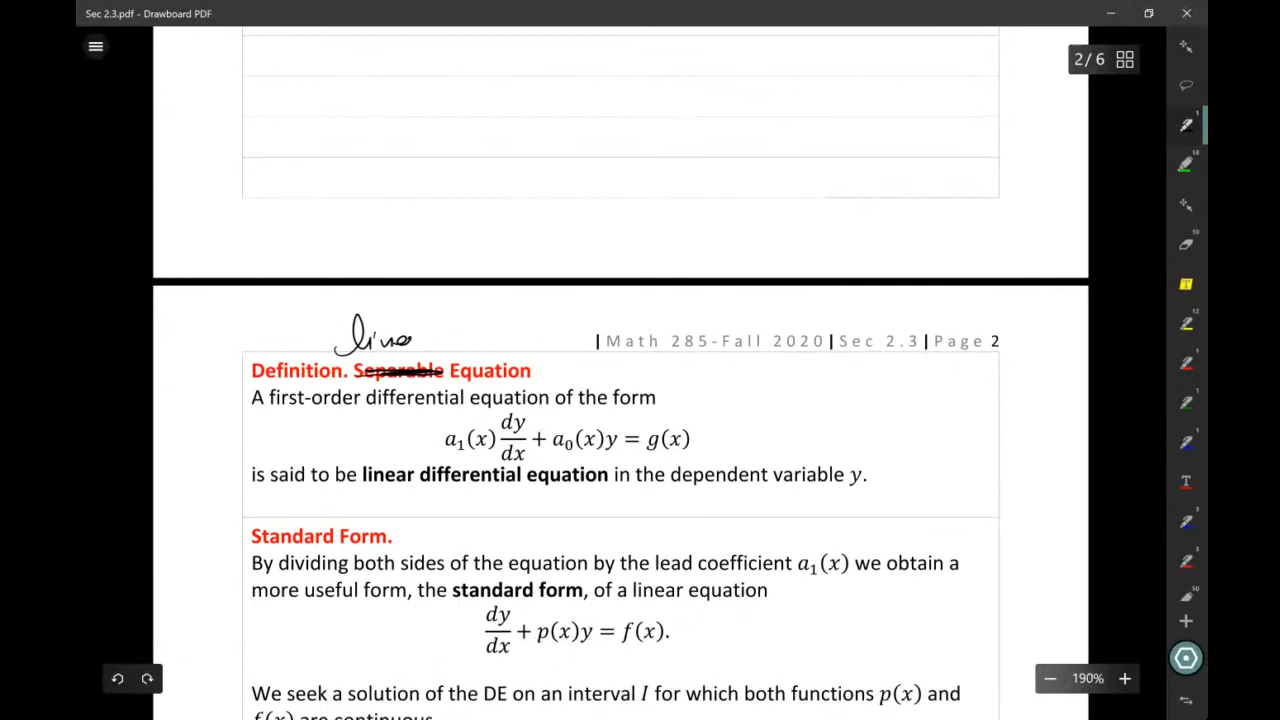 Sec 2.3.pdf - Drawboard PDF
2/6
| Math 285-Fall 2020 | Sec 2.3 | Page 2
Definition. Separable Equation
A first-order differential equation of the form
a₁(x) dy/dx + a₀(x)y = g(x)
is said to be linear differential equation in the dependent variable y.
Standard Form.
By dividing both sides of the equation by the lead coefficient a₁(x) we obtain a
more useful form, the standard form, of a linear equation
dy/dx + p(x)y = f(x).
We seek a solution of the DE on an interval I for which both functions p(x) and
f(x) are continuous
190%